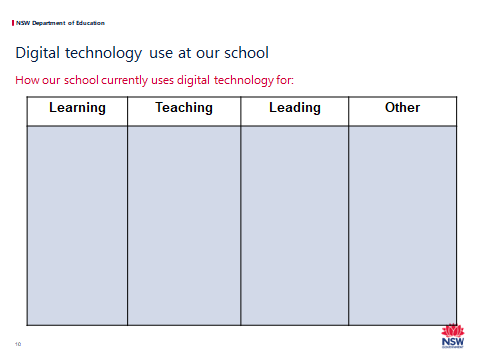 NSW Department of Education
Digital technology use at our school
How our school currently uses digital technology for:
Learning Teaching Leading Other
10
NSW